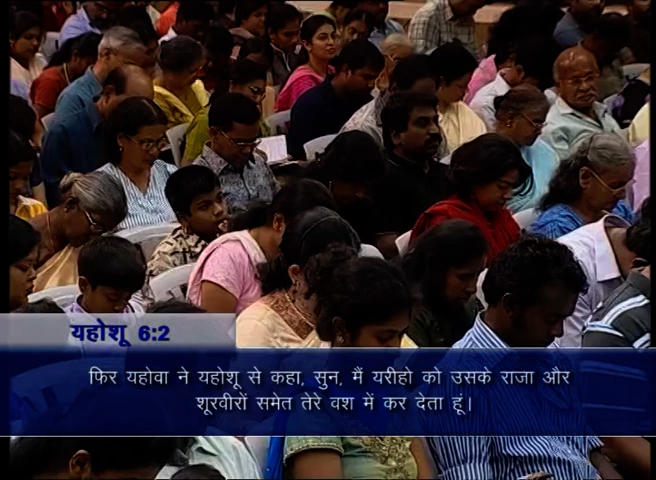 यहोशू 6:2
फिर यहोवा ने यहोशू से कहा, सुन, मैं यरीहो को उसके राजा और
शूरवीरों समेत तेरे वश में कर देता हूं।